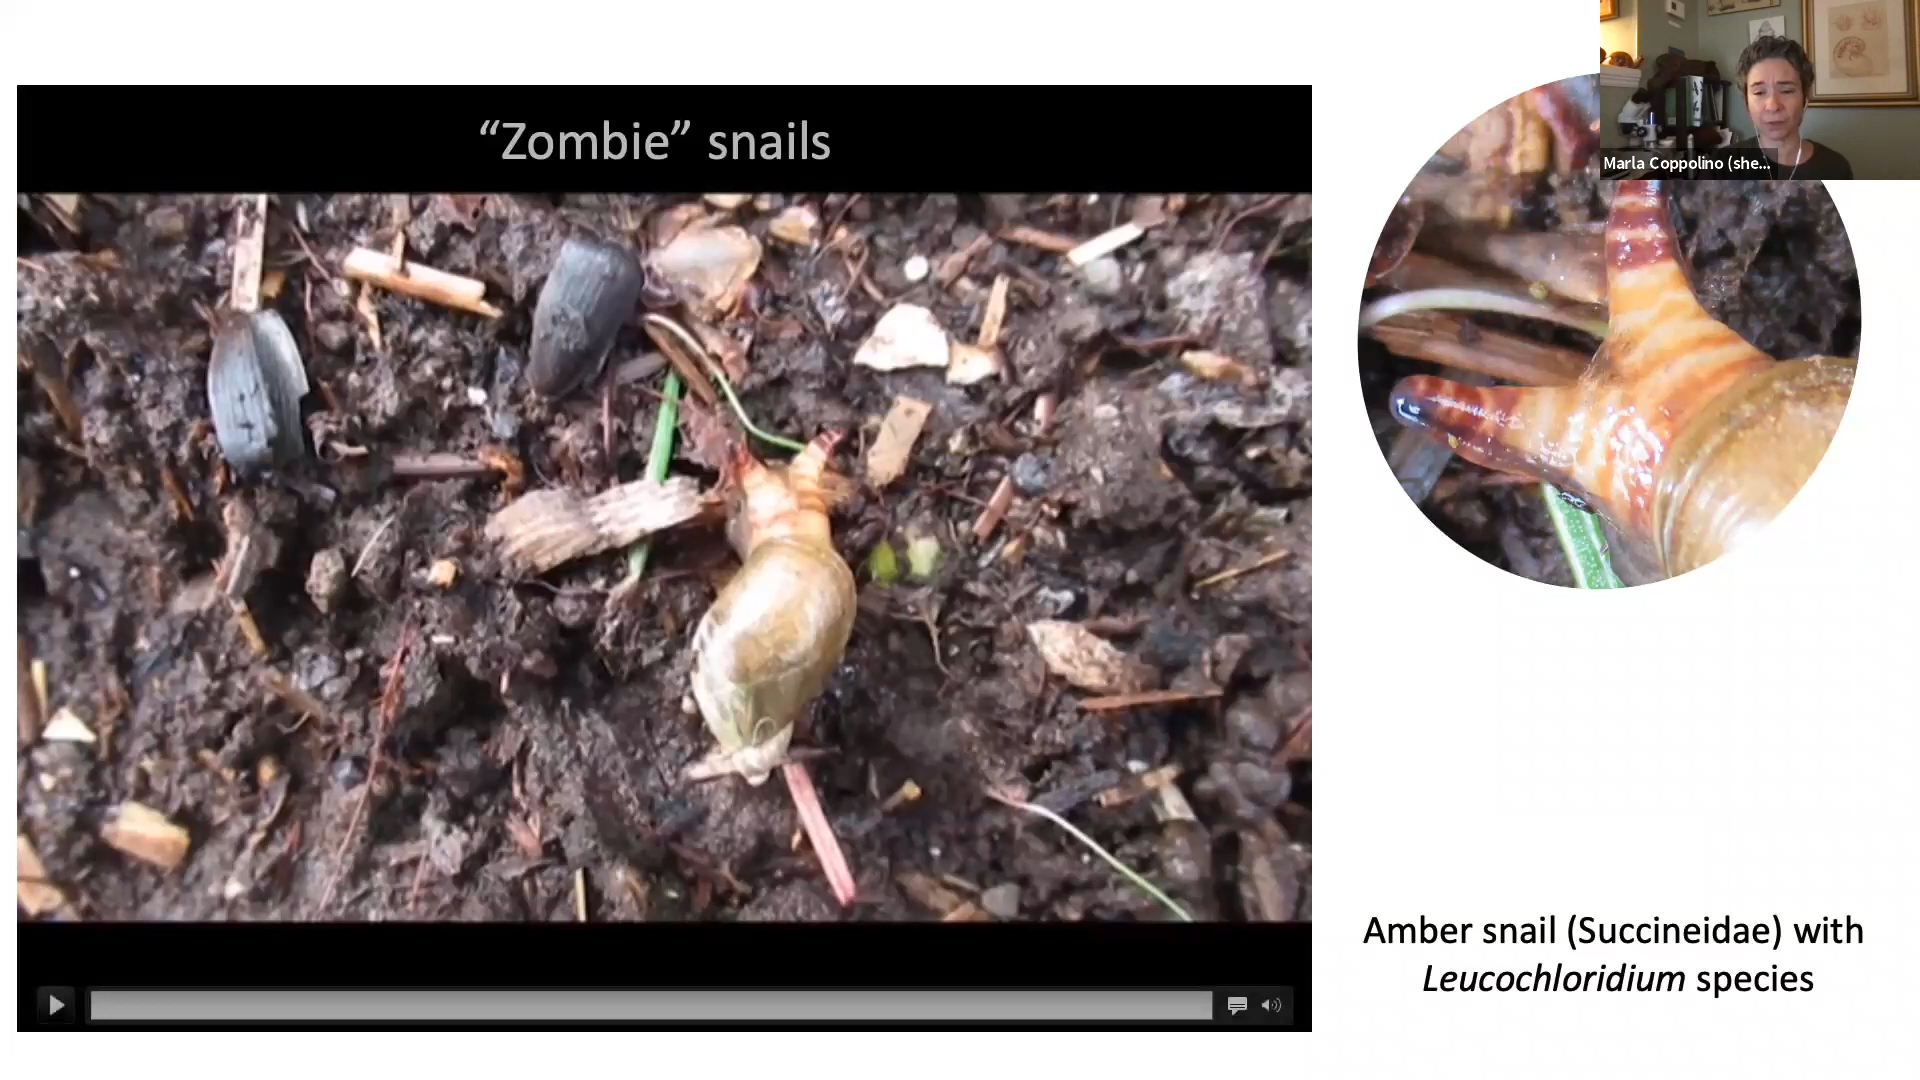 “Zombie” snails
Marla Coppolino (she...
Amber snail (Succineidae) with
Leucochloridium species